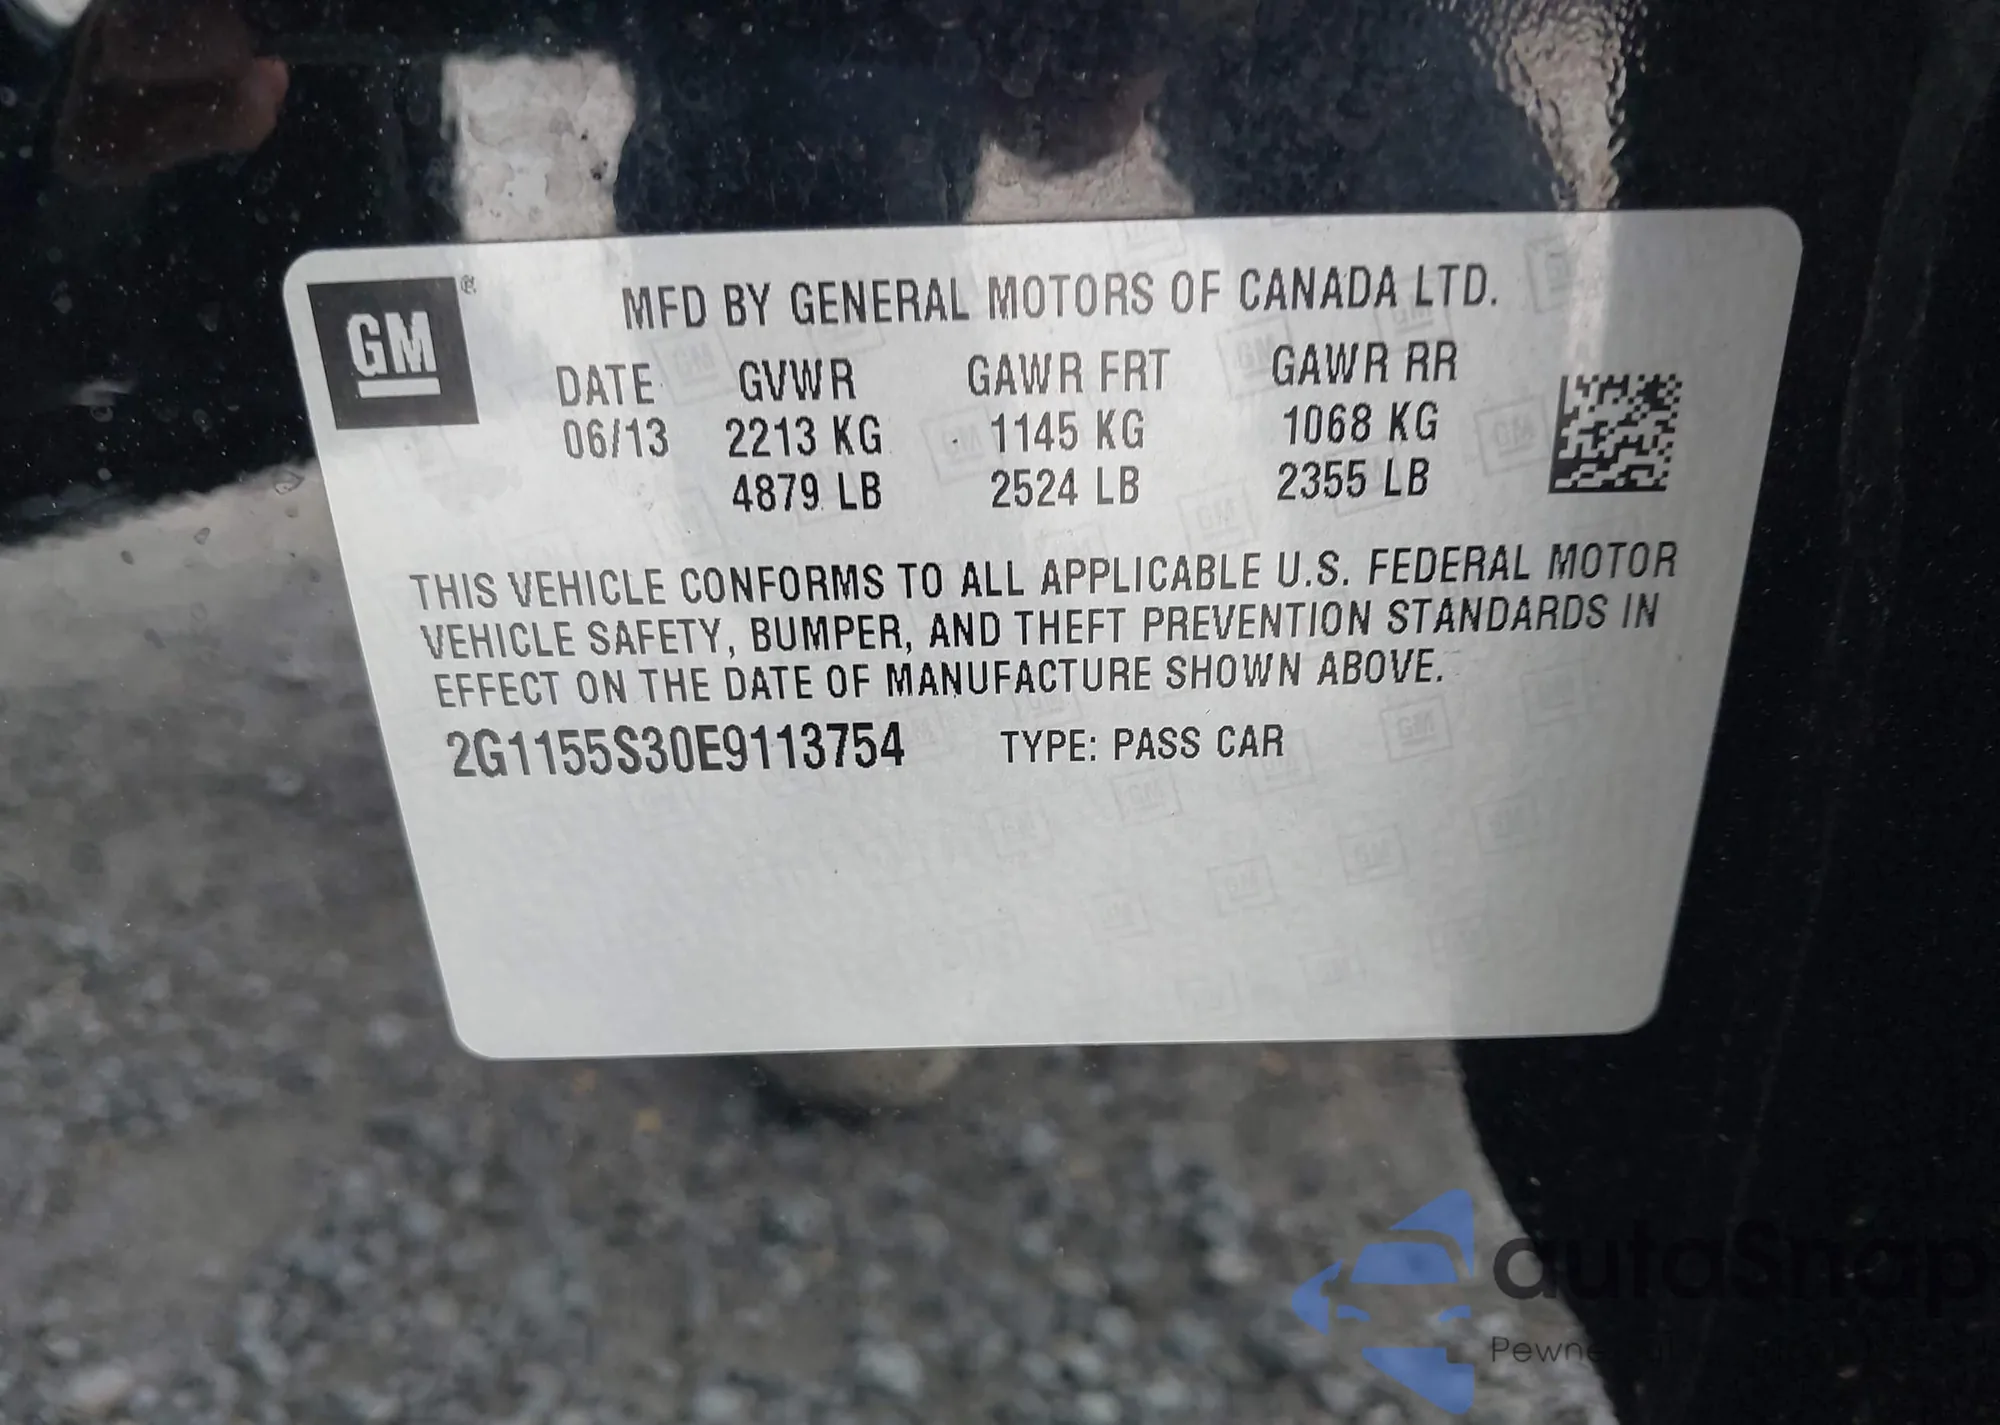 GM ®
MFD BY GENERAL MOTORS OF CANADA LTD.
DATE GVWR GAWR FRT GAWR RR
06/13 2213 KG 1145 KG 1068 KG
4879 LB 2524 LB 2355 LB
THIS VEHICLE CONFORMS TO ALL APPLICABLE U.S. FEDERAL MOTOR
VEHICLE SAFETY, BUMPER, AND THEFT PREVENTION STANDARDS IN
EFFECT ON THE DATE OF MANUFACTURE SHOWN ABOVE.
2G1155S30E9113754 TYPE: PASS CAR
autoSnap